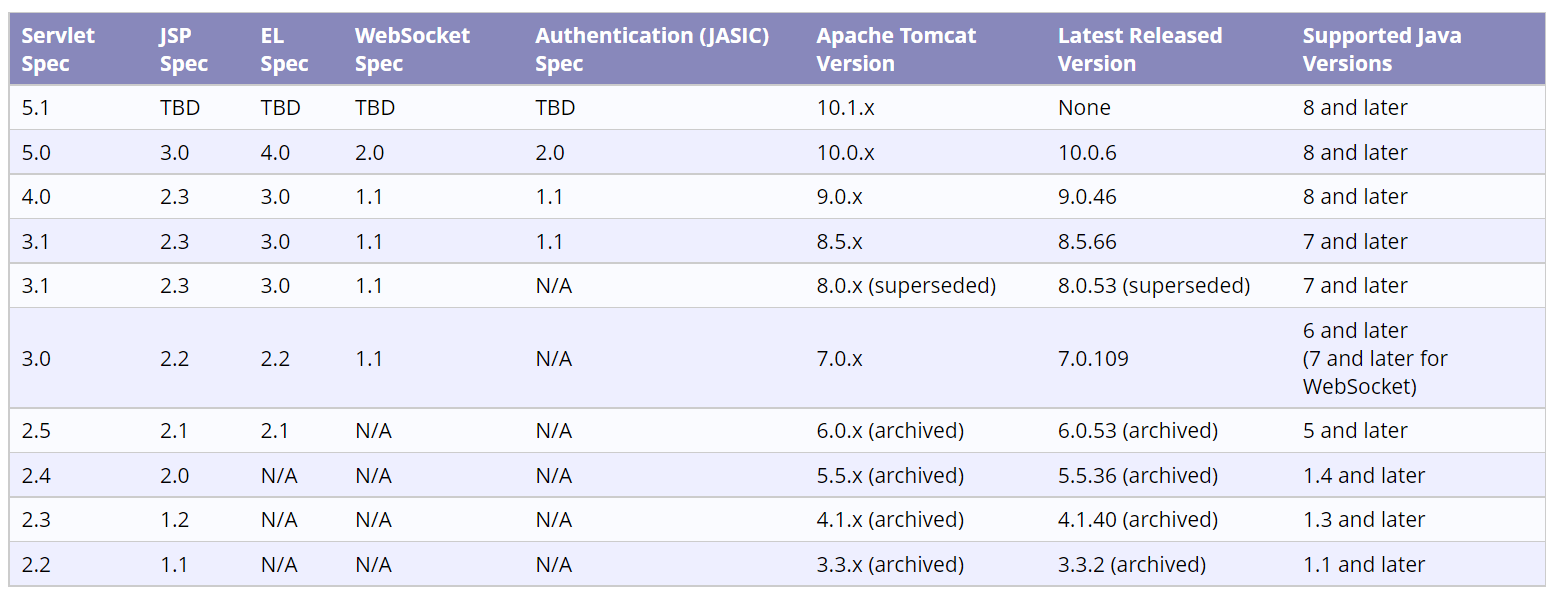 Servlet Spec JSP Spec EL Spec WebSocket Spec Authentication (JASIC) Spec Apache Tomcat Version Latest Released Version Supported Java Versions
5.1 TBD TBD TBD TBD 10.1.x None 8 and later
5.0 3.0 4.0 2.0 2.0 10.0.x 10.0.6 8 and later
4.0 2.3 3.0 1.1 1.1 9.0.x 9.0.46 8 and later
3.1 2.3 3.0 1.1 1.1 8.5.x 8.5.66 7 and later
3.1 2.3 3.0 1.1 N/A 8.0.x (superseded) 8.0.53 (superseded) 7 and later
3.0 2.2 2.2 1.1 N/A 7.0.x 7.0.109 6 and later (7 and later for WebSocket)
2.5 2.1 2.1 N/A N/A 6.0.x (archived) 6.0.53 (archived) 5 and later
2.4 2.0 N/A N/A N/A 5.5.x (archived) 5.5.36 (archived) 1.4 and later
2.3 1.2 N/A N/A N/A 4.1.x (archived) 4.1.40 (archived) 1.3 and later
2.2 1.1 N/A N/A N/A 3.3.x (archived) 3.3.2 (archived) 1.1 and later